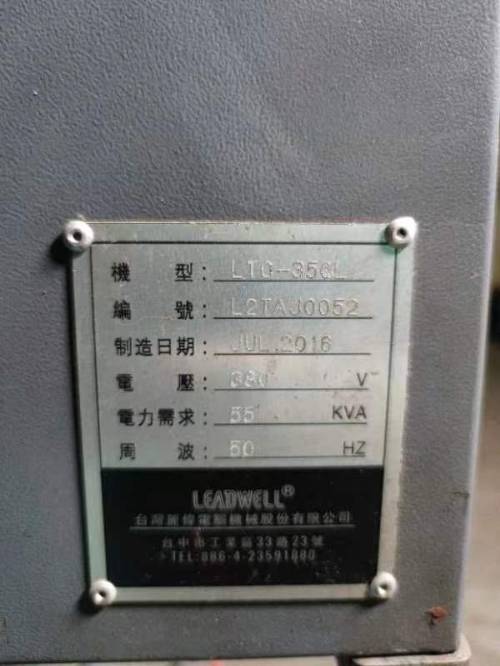 機 型: LTG-356L
編 號: L2TAJ0052
制造日期: JUL.2016
電 壓: 380 V
電力需求: 55 KVA
周 波: 50 HZ
LEADWELL®
台灣麗偉電腦機械股份有限公司
台中市工業區33路23號
TEL:886-4-23591880